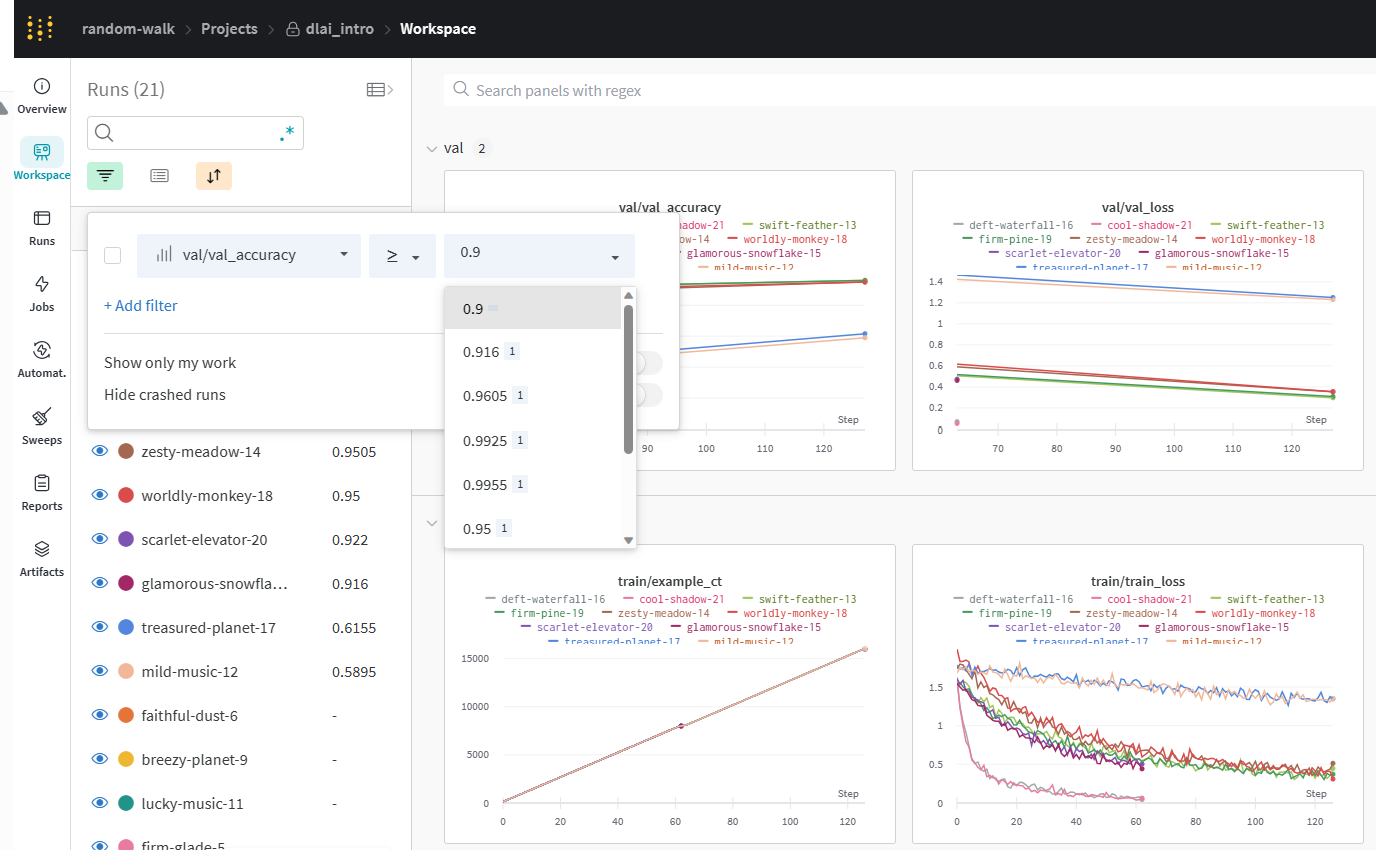 random-walk > Projects > dlai_intro > Workspace
Overview
Workspace
Runs
Jobs
Automat.
Sweeps
Reports
Artifacts
Runs (21)
.*
val/val_accuracy ≥ 0.9
+ Add filter
Show only my work
Hide crashed runs
0.9
0.916 1
0.9605 1
0.9925 1
0.9955 1
0.95 1
zesty-meadow-14 0.9505
worldly-monkey-18 0.95
scarlet-elevator-20 0.922
glamorous-snowfla... 0.916
treasured-planet-17 0.6155
mild-music-12 0.5895
faithful-dust-6 -
breezy-planet-9 -
lucky-music-11 -
firm-glade-5
Search panels with regex
val 2
val/val_accuracy
-shadow-21 swift-feather-13
ow-14 worldly-monkey-18
glamorous-snowflake-15
mild-music-12
Step
90 100 110 120
val/val_loss
deft-waterfall-16 cool-shadow-21 swift-feather-13
firm-pine-19 zesty-meadow-14 worldly-monkey-18
scarlet-elevator-20 glamorous-snowflake-15
treasured-planet-17 mild-music-12
1.4
1.2
1
0.8
0.6
0.4
0.2
0
Step
70 80 90 100 110 120
train/example_ct
deft-waterfall-16 cool-shadow-21 swift-feather-13
firm-pine-19 zesty-meadow-14 worldly-monkey-18
scarlet-elevator-20 glamorous-snowflake-15
treasured-planet-17 mild-music-12
15000
10000
5000
0
Step
0 20 40 60 80 100 120
train/train_loss
deft-waterfall-16 cool-shadow-21 swift-feather-13
firm-pine-19 zesty-meadow-14 worldly-monkey-18
scarlet-elevator-20 glamorous-snowflake-15
treasured-planet-17 mild-music-12
1.5
1
0.5
0
Step
0 20 40 60 80 100 120